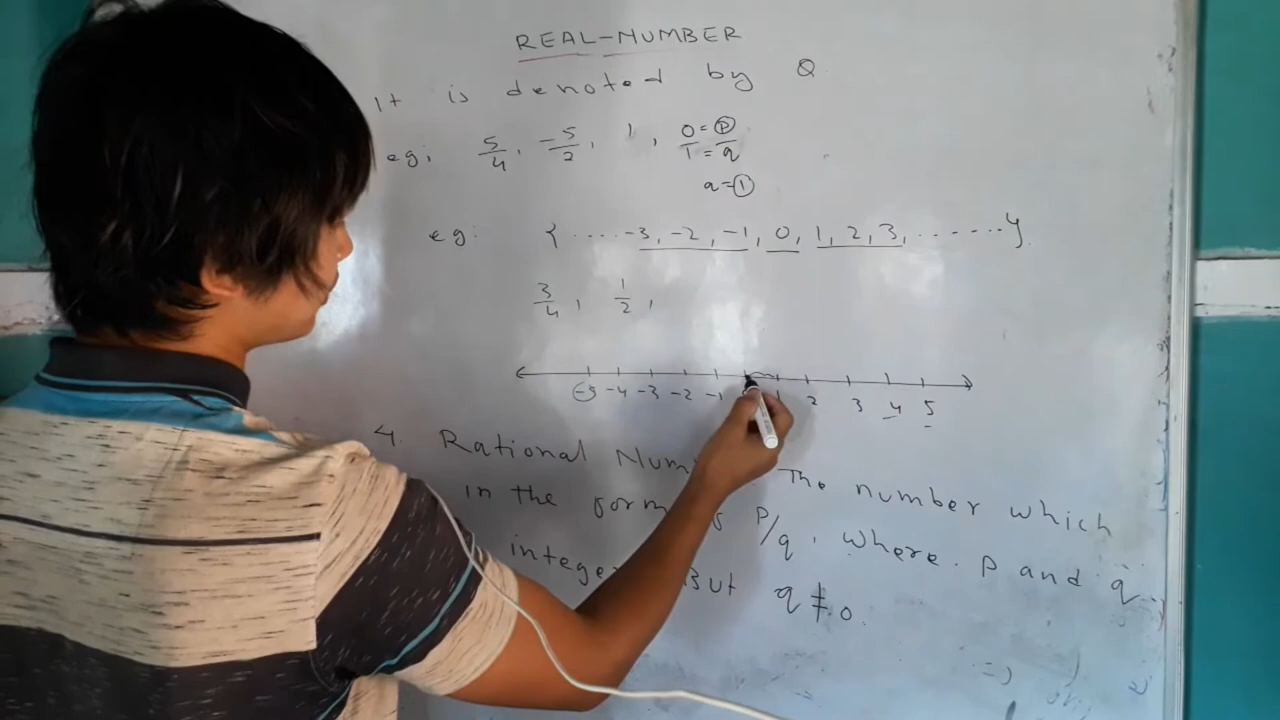 REAL-NUMBER
It is denoted by Q
eg; 5/4, -5/2, 1, 0/1 = p/q
q=1
eg: {.....-3, -2, -1, 0, 1, 2, 3, .......}
3/4, 1/2,
-5 -4 -3 -2 -1 1 2 3 4 5
4. Rational The number which
in the form P/q, where p and q
But q ≠ 0.